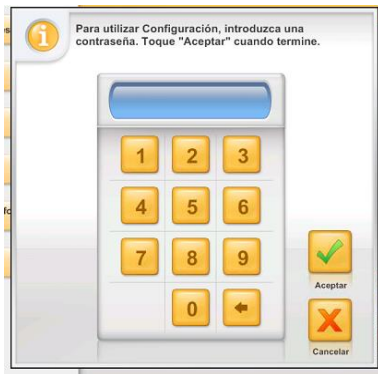 Para utilizar Configuración, introduzca una
contraseña. Toque "Aceptar" cuando termine.
1 2 3
4 5 6
7 8 9
0
Aceptar
Cancelar